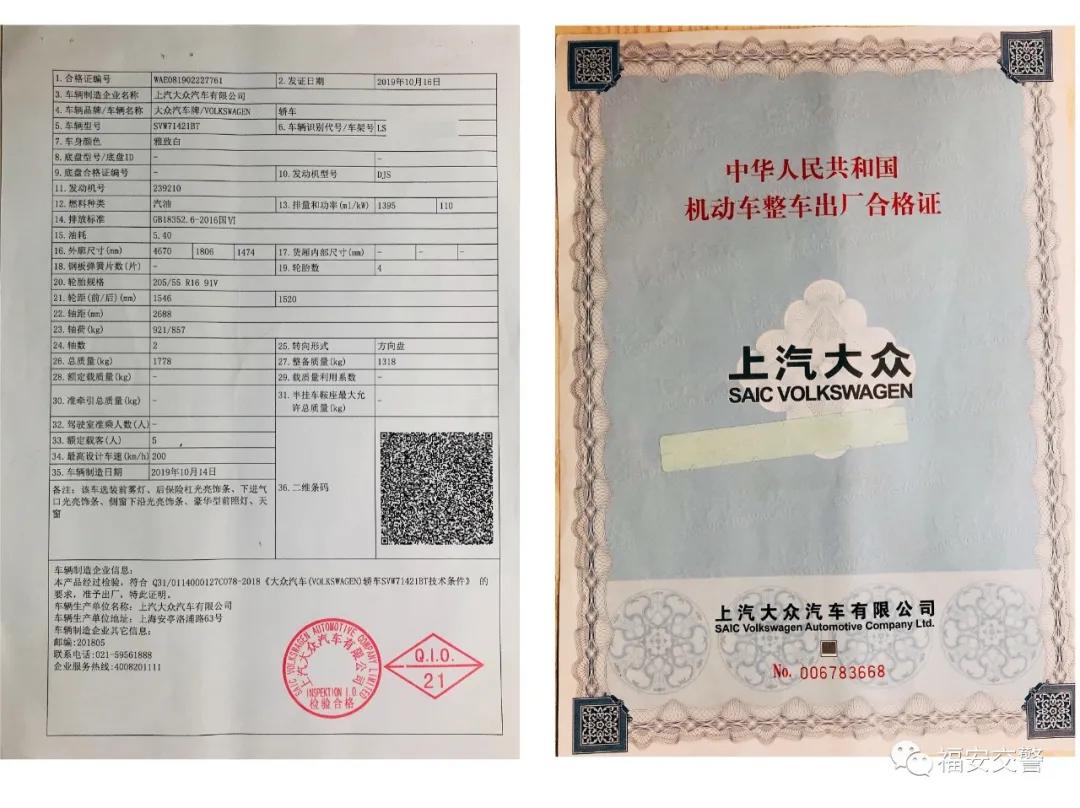 1.合格证编号 WAE081902227761 2.发证日期 2019年10月16日
3.车辆制造企业名称 上汽大众汽车有限公司
4.车辆品牌/车辆名称 大众汽车牌/VOLKSWAGEN 轿车
5.车辆型号 SVW71421BT 6.车辆识别代号/车架号 LS
7.车身颜色 雅致白
8.底盘型号/底盘ID - -
9.底盘合格证编号 - 10.发动机型号 DJS
11.发动机号 239210
12.燃料种类 汽油 13.排量和功率(ml/kW) 1395 110
14.排放标准 GB18352.6-2016国Ⅵ
15.油耗 5.40
16.外廓尺寸(mm) 4670 1806 1474 17.货厢内部尺寸(mm) - - -
18.钢板弹簧片数(片) - 19.轮胎数 4
20.轮胎规格 205/55 R16 91V
21.轮距(前/后)(mm) 1546 1520
22.轴距(mm) 2688
23.轴荷(kg) 921/857
24.轴数 2 25.转向形式 方向盘
26.总质量(kg) 1778 27.整备质量(kg) 1318
28.额定载质量(kg) - 29.载质量利用系数 -
30.准牵引总质量(kg) - 31.半挂车鞍座最大允许总质量(kg) -
32.驾驶室准乘人数(人) -
33.额定载客(人) 5
34.最高设计车速(km/h) 200
35.车辆制造日期 2019年10月14日
36.二维条码
备注：该车选装前雾灯、后保险杠光亮饰条、下进气
口光亮饰条、侧窗下沿光亮饰条、豪华型前照灯、天
窗
车辆制造企业信息：
本产品经过检验，符合 Q31/0114000127C078-2018《大众汽车(VOLKSWAGEN)轿车SVW71421BT技术条件》 的
要求，准予出厂，特此证明。
车辆生产单位名称：上汽大众汽车有限公司
车辆生产单位地址：上海安亭洛浦路63号
车辆制造企业其它信息：
邮编:201805
联系电话:021-59561888
企业服务热线:4008201111
SAIC VOLKSWAGEN AUTOMOTIVE COMPANY LIMITED
上汽大众汽车有限公司
INSPEKTION I.O.
检验合格
Q.I.O.
21
中华人民共和国
机动车整车出厂合格证
上汽大众
SAIC VOLKSWAGEN
上汽大众汽车有限公司
SAIC Volkswagen Automotive Company Ltd.
No. 006783668
福安交警